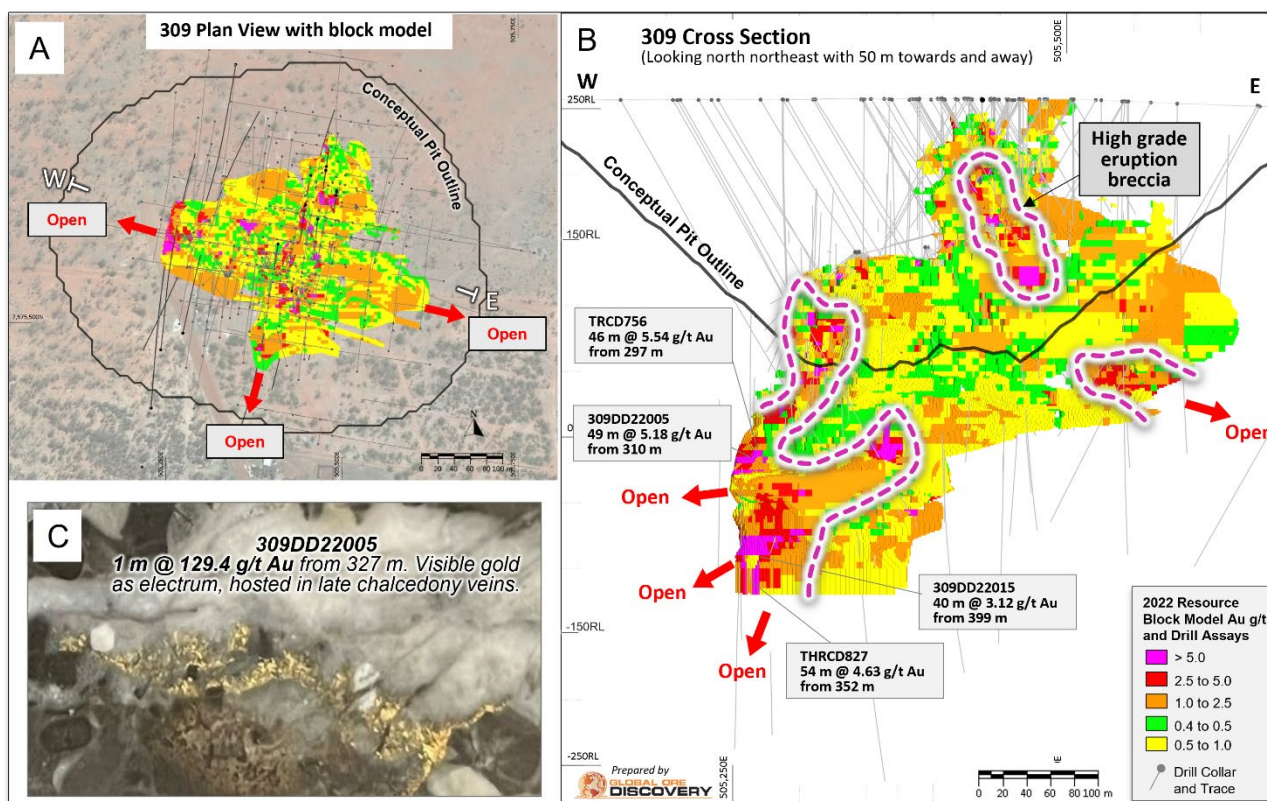 A
309 Plan View with block model
505,750E
Conceptual Pit Outline
W
Open
E
Open
7,575,500N
Open
N
505,250E
505,500E
505,750E
0 20 40 60 80 100 m
C
309DD22005
1 m @ 129.4 g/t Au from 327 m. Visible gold
as electrum, hosted in late chalcedony veins.
B
309 Cross Section
(Looking north northeast with 50 m towards and away)
505,500E
W
E
250RL
High grade
eruption
breccia
Conceptual Pit Outline
150RL
TRCD756
46 m @ 5.54 g/t Au
from 297 m
309DD22005
49 m @ 5.18 g/t Au
from 310 m
Open
Open
Open
Open
309DD22015
40 m @ 3.12 g/t Au
from 399 m
-150RL
THRCD827
54 m @ 4.63 g/t Au
from 352 m
-250RL
505,250E
Prepared by
GLOBAL ORE
DISCOVERY
0 20 40 60 80 100 m
2022 Resource
Block Model Au g/t
and Drill Assays
> 5.0
2.5 to 5.0
1.0 to 2.5
0.4 to 0.5
0.5 to 1.0
Drill Collar
and Trace